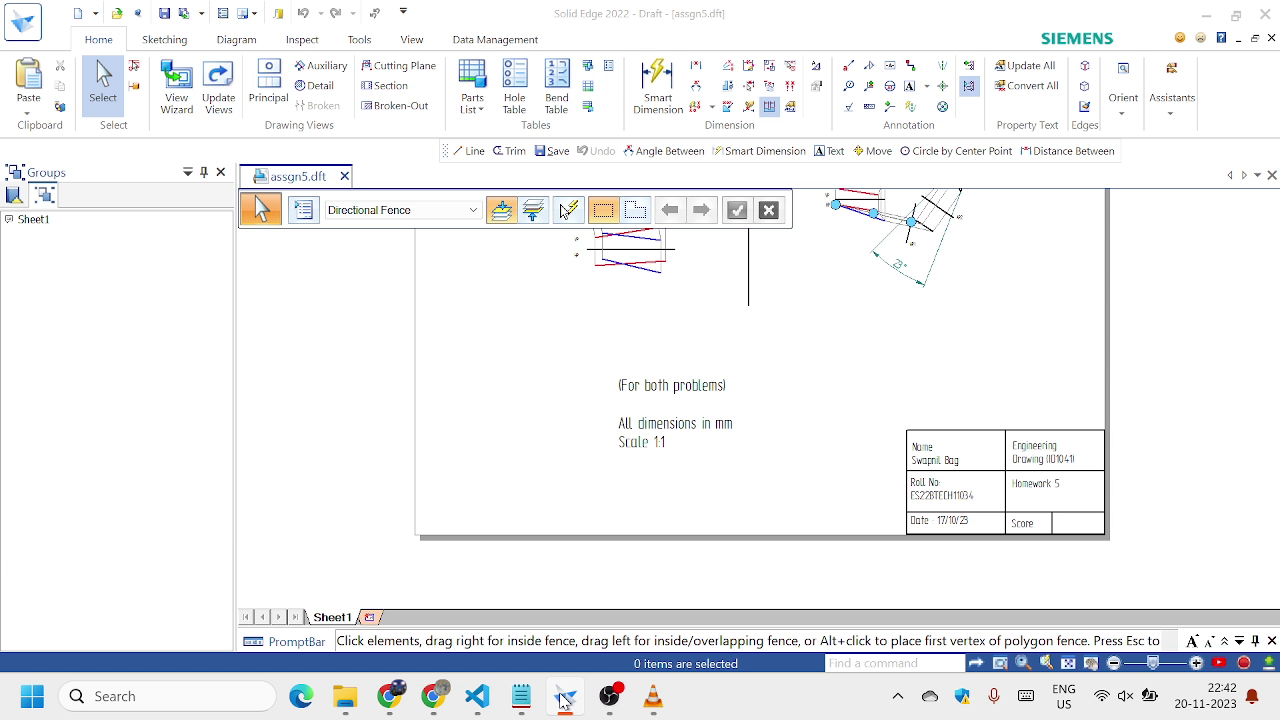 Solid Edge 2022 - Draft - [assgn5.dft]
Home
Sketching
Diagram
Inspect
Tools
View
Data Management
SIEMENS
Paste
Select
View
Wizard
Update
Views
Principal
Auxiliary
Detail
Broken
Cutting Plane
Section
Broken-Out
Parts
List
Hole
Table
Bend
Table
Smart
Dimension
Update All
Convert All
Orient
Assistants
Clipboard
Select
Drawing Views
Tables
Dimension
Annotation
Property Text
Edges
Line
Trim
Save
Undo
Angle Between
Smart Dimension
Text
Move
Circle by Center Point
Distance Between
Groups
assgn5.dft
Sheet1
Directional Fence
(For both problems)
All dimensions in mm
Scale 1:1
Name
Swapnil Bag
Engineering
Drawing (ID1041)
Roll No:
CS22BTECH11034
Homework 5
Date - 17/10/23
Score
Sheet1
PromptBar
Click elements, drag right for inside fence, drag left for inside/overlapping fence, or Alt+click to place first vertex of polygon fence. Press Esc to
0 items are selected
Find a command
Search
ENG
US
22:42
20-11-2023